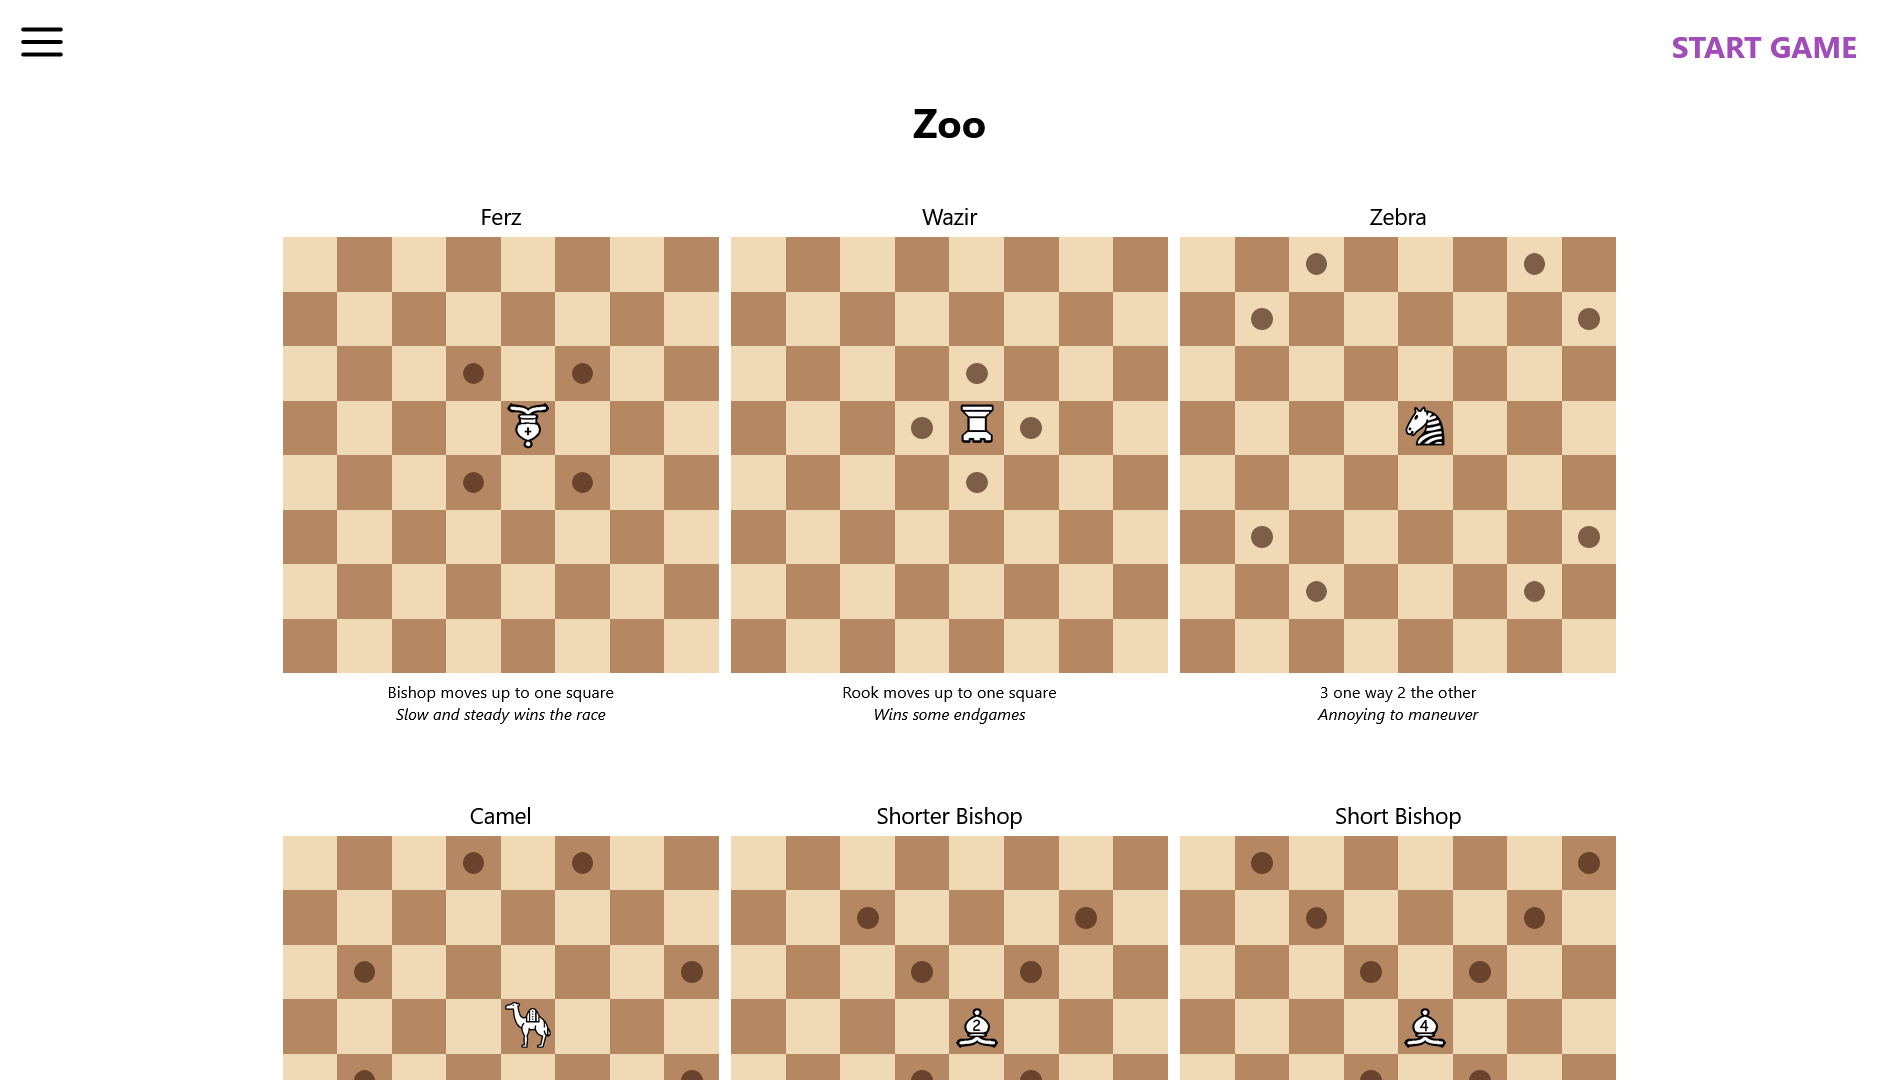 START GAME
Zoo
Ferz
Wazir
Zebra
Bishop moves up to one square
Slow and steady wins the race
Rook moves up to one square
Wins some endgames
3 one way 2 the other
Annoying to maneuver
Camel
Shorter Bishop
Short Bishop
2
4